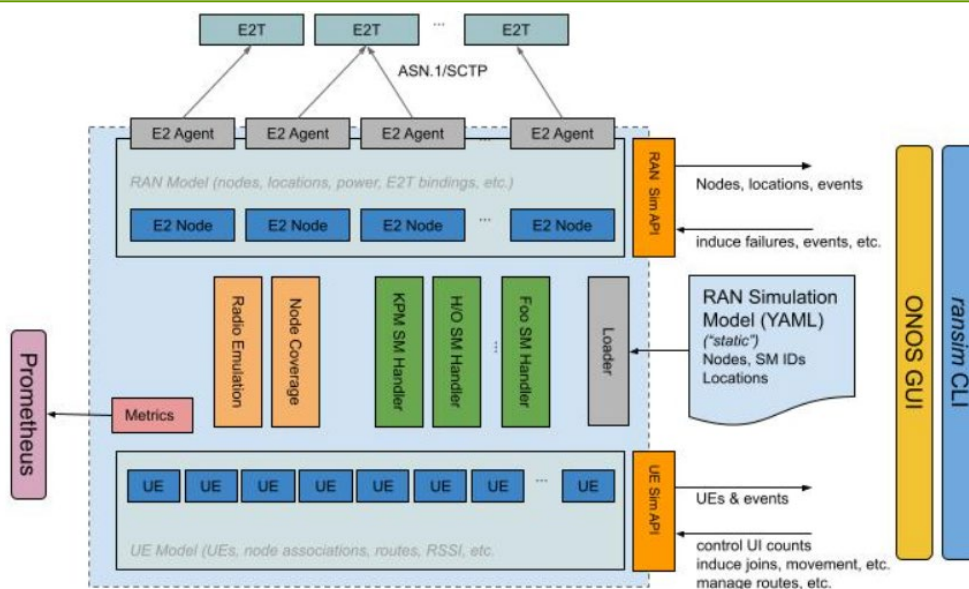 E2T
E2T
...
E2T
ASN.1/SCTP
E2 Agent
E2 Agent
E2 Agent
...
E2 Agent
RAN Model (nodes, locations, power, E2T bindings, etc.)
E2 Node
E2 Node
E2 Node
...
E2 Node
RAN Sim API
Nodes, locations, events
induce failures, events, etc.
Radio Emulation
Node Coverage
KPM SM Handler
H/O SM Handler
...
Foo SM Handler
Loader
RAN Simulation
Model (YAML)
("static")
Nodes, SM IDs
Locations
ONOS GUI
ransim CLI
Prometheus
Metrics
UE
UE
UE
UE
UE
UE
UE
...
UE
UE Model (UEs, node associations, routes, RSSI, etc.
UE Sim API
UEs & events
control UI counts
induce joins, movement, etc.
manage routes, etc.